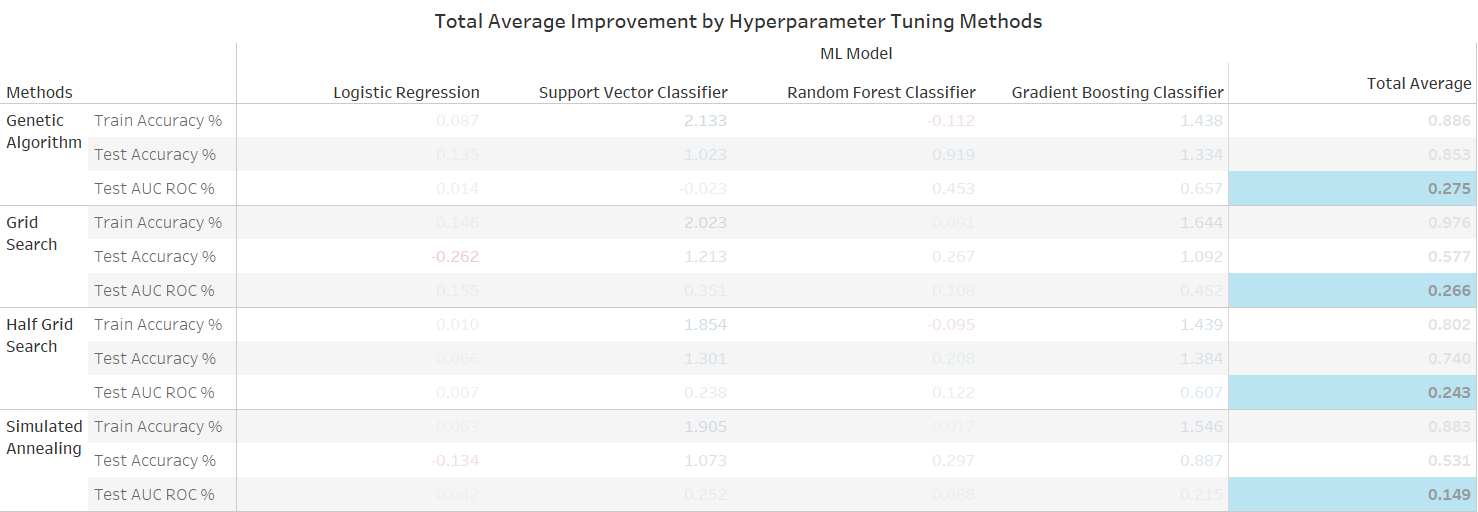 Total Average Improvement by Hyperparameter Tuning Methods
ML Model
Methods Logistic Regression Support Vector Classifier Random Forest Classifier Gradient Boosting Classifier Total Average
Genetic Algorithm Train Accuracy % 0.087 2.133 -0.112 1.438 0.886
Test Accuracy % 0.135 1.023 0.919 1.334 0.853
Test AUC ROC % 0.014 -0.023 0.453 0.657 0.275
Grid Search Train Accuracy % 0.146 2.023 0.091 1.644 0.976
Test Accuracy % -0.262 1.213 0.267 1.092 0.577
Test AUC ROC % 0.155 0.351 0.108 0.452 0.266
Half Grid Search Train Accuracy % 0.010 1.854 -0.095 1.439 0.802
Test Accuracy % 0.066 1.301 0.208 1.384 0.740
Test AUC ROC % 0.007 0.238 0.122 0.607 0.243
Simulated Annealing Train Accuracy % 0.063 1.905 0.017 1.546 0.883
Test Accuracy % -0.134 1.073 0.297 0.887 0.531
Test AUC ROC % 0.042 0.252 0.088 0.215 0.149